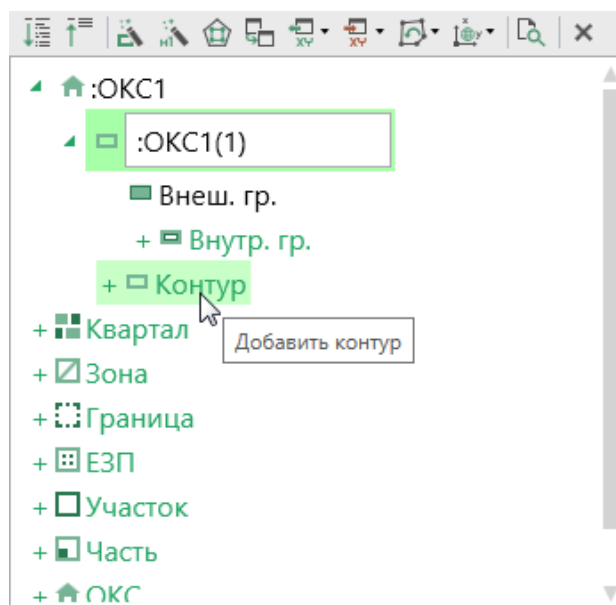 :ОКС1
:ОКС1(1)
Внеш. гр.
+ Внутр. гр.
+ Контур
Добавить контур
+ Квартал
+ Зона
+ Граница
+ ЕЗП
+ Участок
+ Часть
+ ОКС